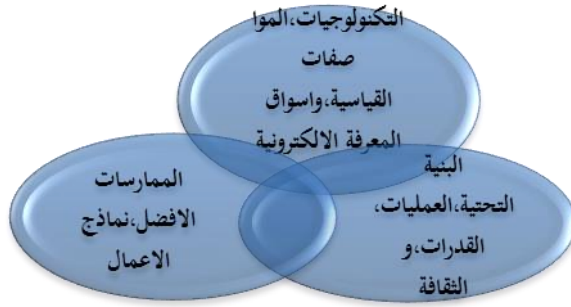 التكنولوجيات،الموا
صفات
القياسية،واسواق
المعرفة الالكترونية
البنية
التحتية،العمليات،
القدرات،و
الثقافة
الممارسات
الافضل،نماذج
الاعمال